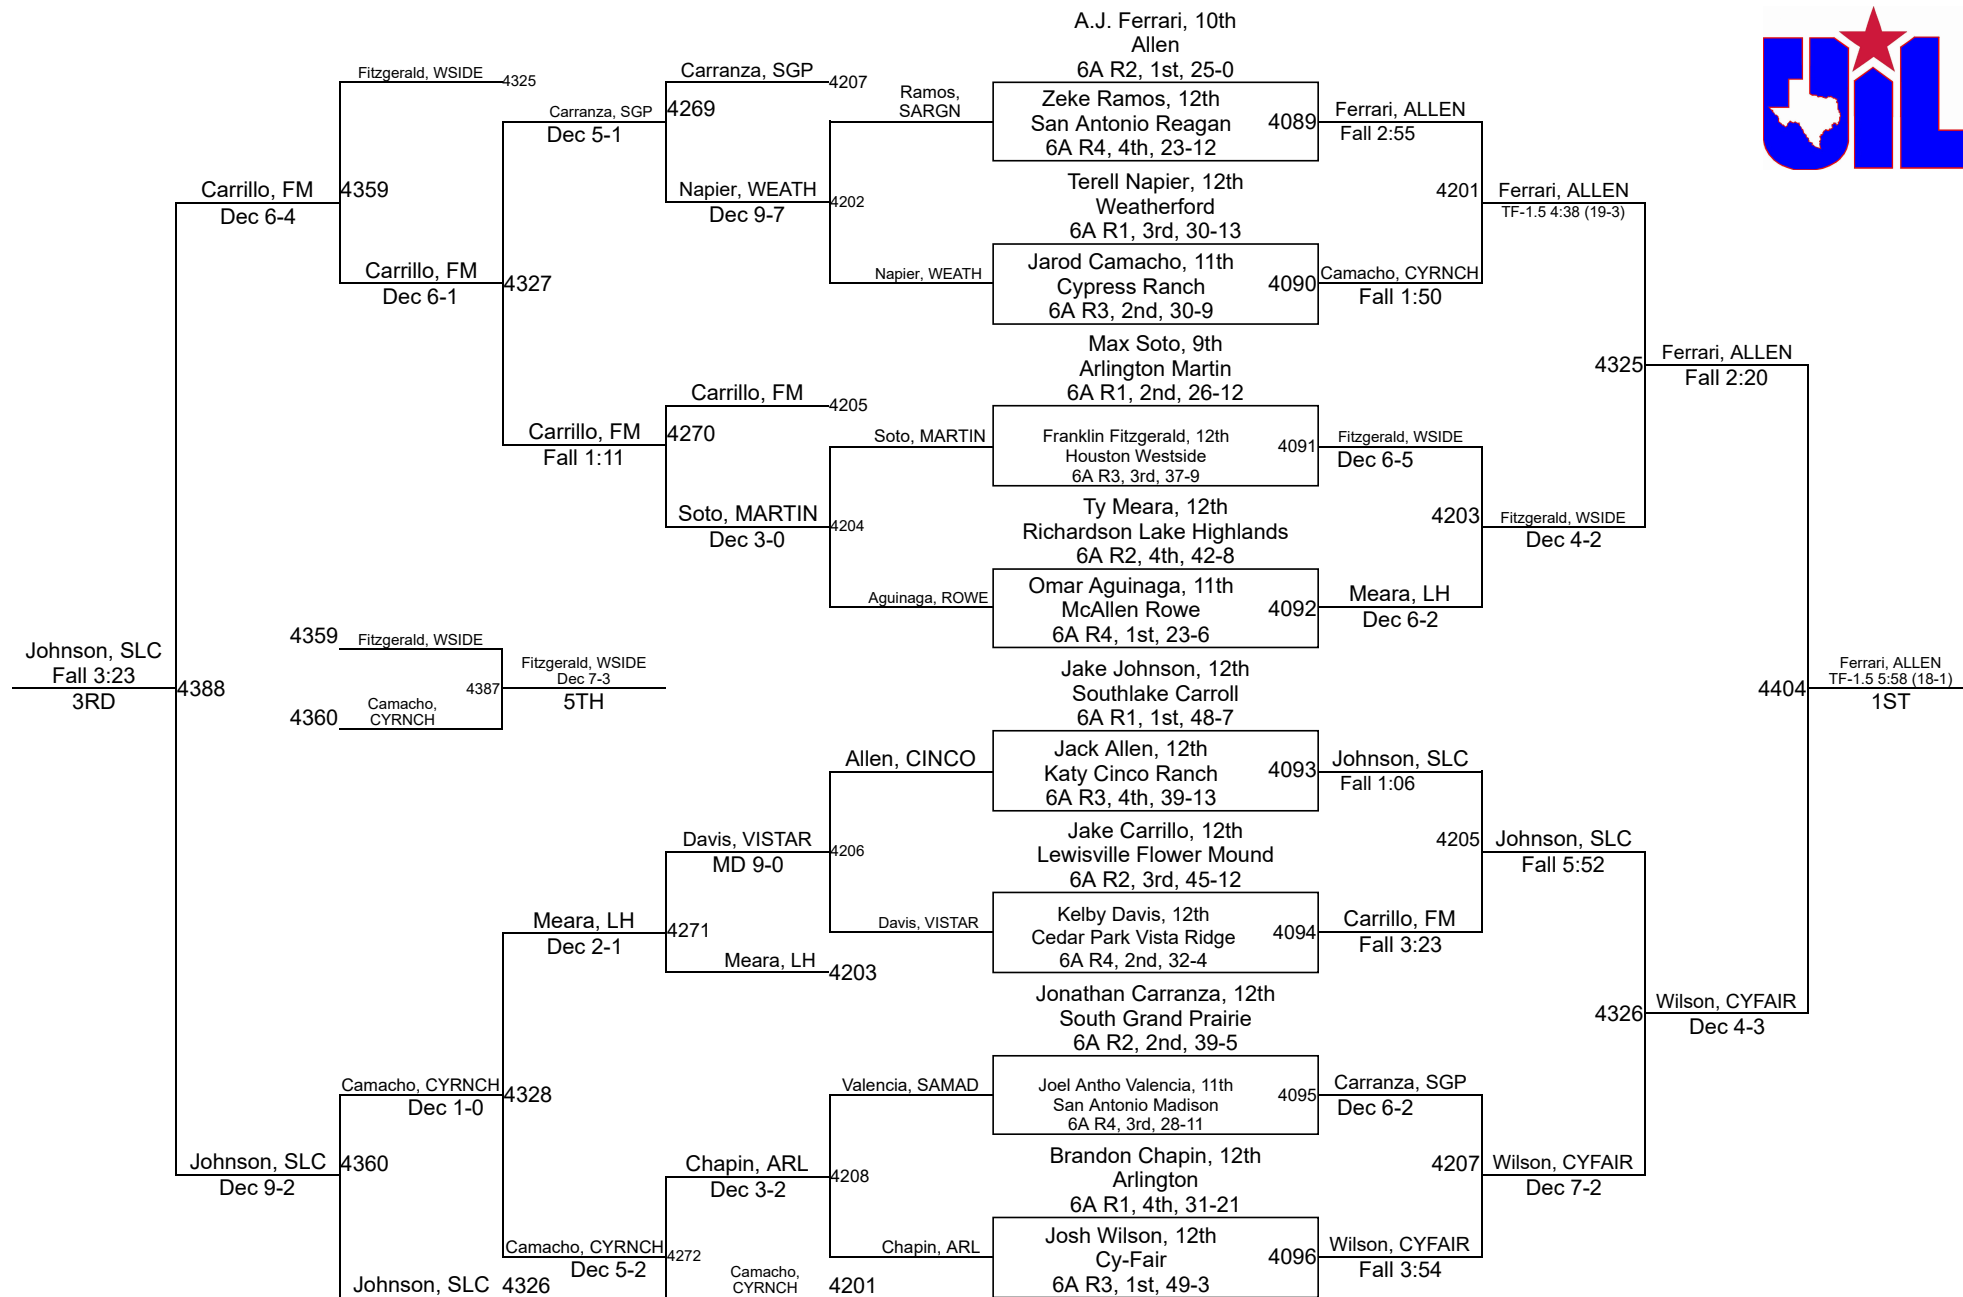 A.J. Ferrari, 10th
Allen
6A R2, 1st, 25-0
Zeke Ramos, 12th
San Antonio Reagan
6A R4, 4th, 23-12
4089
Terell Napier, 12th
Weatherford
6A R1, 3rd, 30-13
Jarod Camacho, 11th
Cypress Ranch
6A R3, 2nd, 30-9
4090
Max Soto, 9th
Arlington Martin
6A R1, 2nd, 26-12
Franklin Fitzgerald, 12th
Houston Westside
6A R3, 3rd, 37-9
4091
Ty Meara, 12th
Richardson Lake Highlands
6A R2, 4th, 42-8
Omar Aguinaga, 11th
McAllen Rowe
6A R4, 1st, 23-6
4092
Jake Johnson, 12th
Southlake Carroll
6A R1, 1st, 48-7
Jack Allen, 12th
Katy Cinco Ranch
6A R3, 4th, 39-13
4093
Jake Carrillo, 12th
Lewisville Flower Mound
6A R2, 3rd, 45-12
Kelby Davis, 12th
Cedar Park Vista Ridge
6A R4, 2nd, 32-4
4094
Jonathan Carranza, 12th
South Grand Prairie
6A R2, 2nd, 39-5
Joel Antho Valencia, 11th
San Antonio Madison
6A R4, 3rd, 28-11
4095
Brandon Chapin, 12th
Arlington
6A R1, 4th, 31-21
Josh Wilson, 12th
Cy-Fair
6A R3, 1st, 49-3
4096
Ferrari, ALLEN
Fall 2:55
Camacho, CYRNCH
Fall 1:50
Fitzgerald, WSIDE
Dec 6-5
Meara, LH
Dec 6-2
Johnson, SLC
Fall 1:06
Carrillo, FM
Fall 3:23
Carranza, SGP
Dec 6-2
Wilson, CYFAIR
Fall 3:54
4201
Ferrari, ALLEN
TF-1.5 4:38 (19-3)
4203
Fitzgerald, WSIDE
Dec 4-2
4205
Johnson, SLC
Fall 5:52
4207
Wilson, CYFAIR
Dec 7-2
4325
Ferrari, ALLEN
Fall 2:20
4326
Wilson, CYFAIR
Dec 4-3
4404
Ferrari, ALLEN
TF-1.5 5:58 (18-1)
1ST
UIL
Ramos,
SARGN
Napier, WEATH
Soto, MARTIN
Aguinaga, ROWE
Allen, CINCO
Davis, VISTAR
Valencia, SAMAD
Chapin, ARL
Carranza, SGP
4207
Napier, WEATH
Dec 9-7
4202
Carrillo, FM
4205
Soto, MARTIN
Dec 3-0
4204
Davis, VISTAR
MD 9-0
4206
Meara, LH
4203
Chapin, ARL
Dec 3-2
4208
Camacho,
CYRNCH
4201
Carranza, SGP
Dec 5-1
4269
Carrillo, FM
Fall 1:11
4270
Meara, LH
Dec 2-1
4271
Camacho, CYRNCH
Dec 5-2
4272
Fitzgerald, WSIDE
4325
Carrillo, FM
Dec 6-1
4327
Camacho, CYRNCH
Dec 1-0
4328
Johnson, SLC
4326
Carrillo, FM
Dec 6-4
4359
Johnson, SLC
Dec 9-2
4360
Johnson, SLC
Fall 3:23
3RD
4388
4359
Fitzgerald, WSIDE
4360
Camacho,
CYRNCH
4387
Fitzgerald, WSIDE
Dec 7-3
5TH